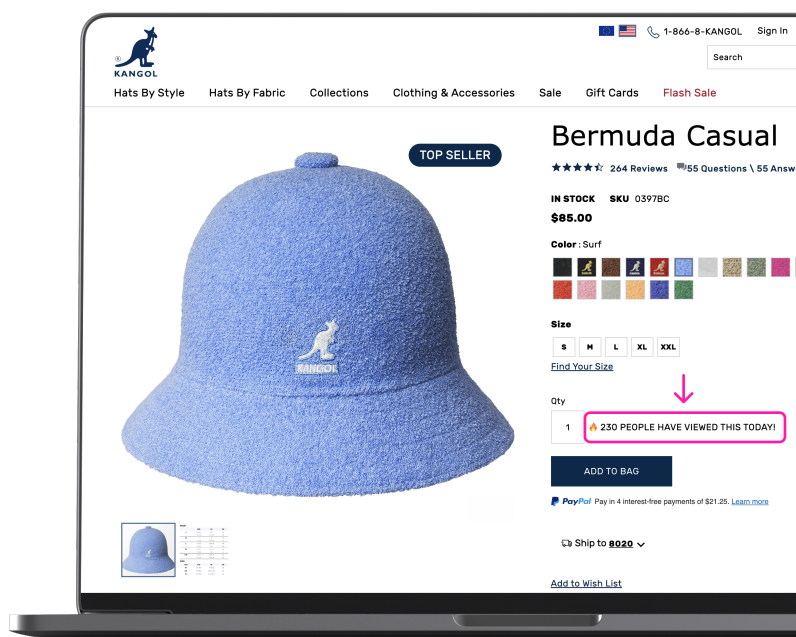 1-866-8-KANGOL Sign In
Search
® KANGOL
Hats By Style Hats By Fabric Collections Clothing & Accessories Sale Gift Cards Flash Sale
TOP SELLER
Bermuda Casual
264 Reviews 55 Questions \ 55 Answ
IN STOCK SKU 0397BC
$85.00
Color : Surf
KANGOL
Size
S M L XL XXL
Find Your Size
Qty
1 🔥 230 PEOPLE HAVE VIEWED THIS TODAY!
ADD TO BAG
PayPal Pay in 4 interest-free payments of $21.25. Learn more
Ship to 8020
Add to Wish List